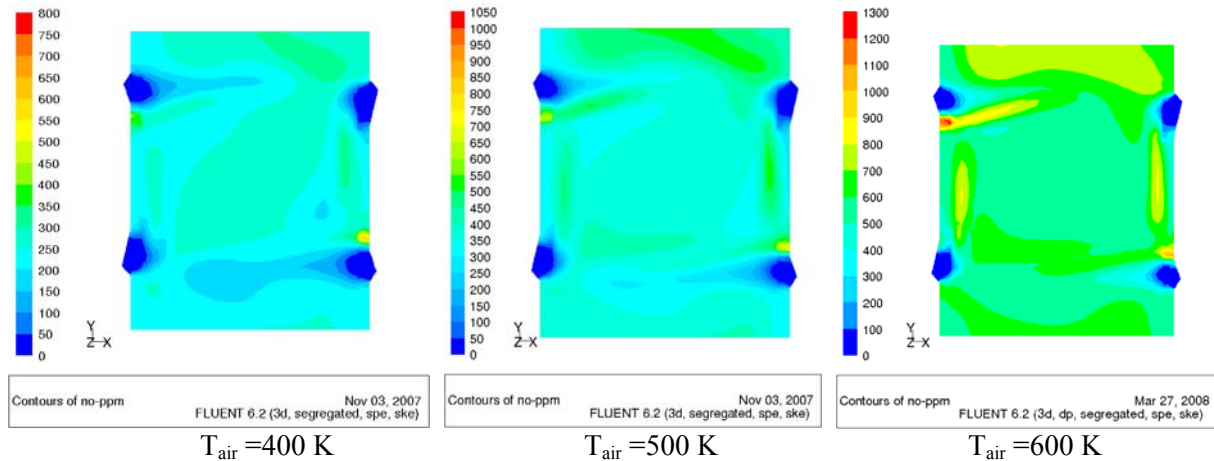 800
750
700
650
600
550
500
450
400
350
300
250
200
150
100
50
0
Y
Z X
Contours of no-ppm
Nov 03, 2007
FLUENT 6.2 (3d, segregated, spe, ske)
T_air =400 K
1050
1000
950
900
850
800
750
700
650
600
550
500
450
400
350
300
250
200
150
100
50
0
Y
Z X
Contours of no-ppm
Nov 03, 2007
FLUENT 6.2 (3d, segregated, spe, ske)
T_air =500 K
1300
1200
1100
1000
900
800
700
600
500
400
300
200
100
0
Y
Z X
Contours of no-ppm
Mar 27, 2008
FLUENT 6.2 (3d, dp, segregated, spe, ske)
T_air =600 K